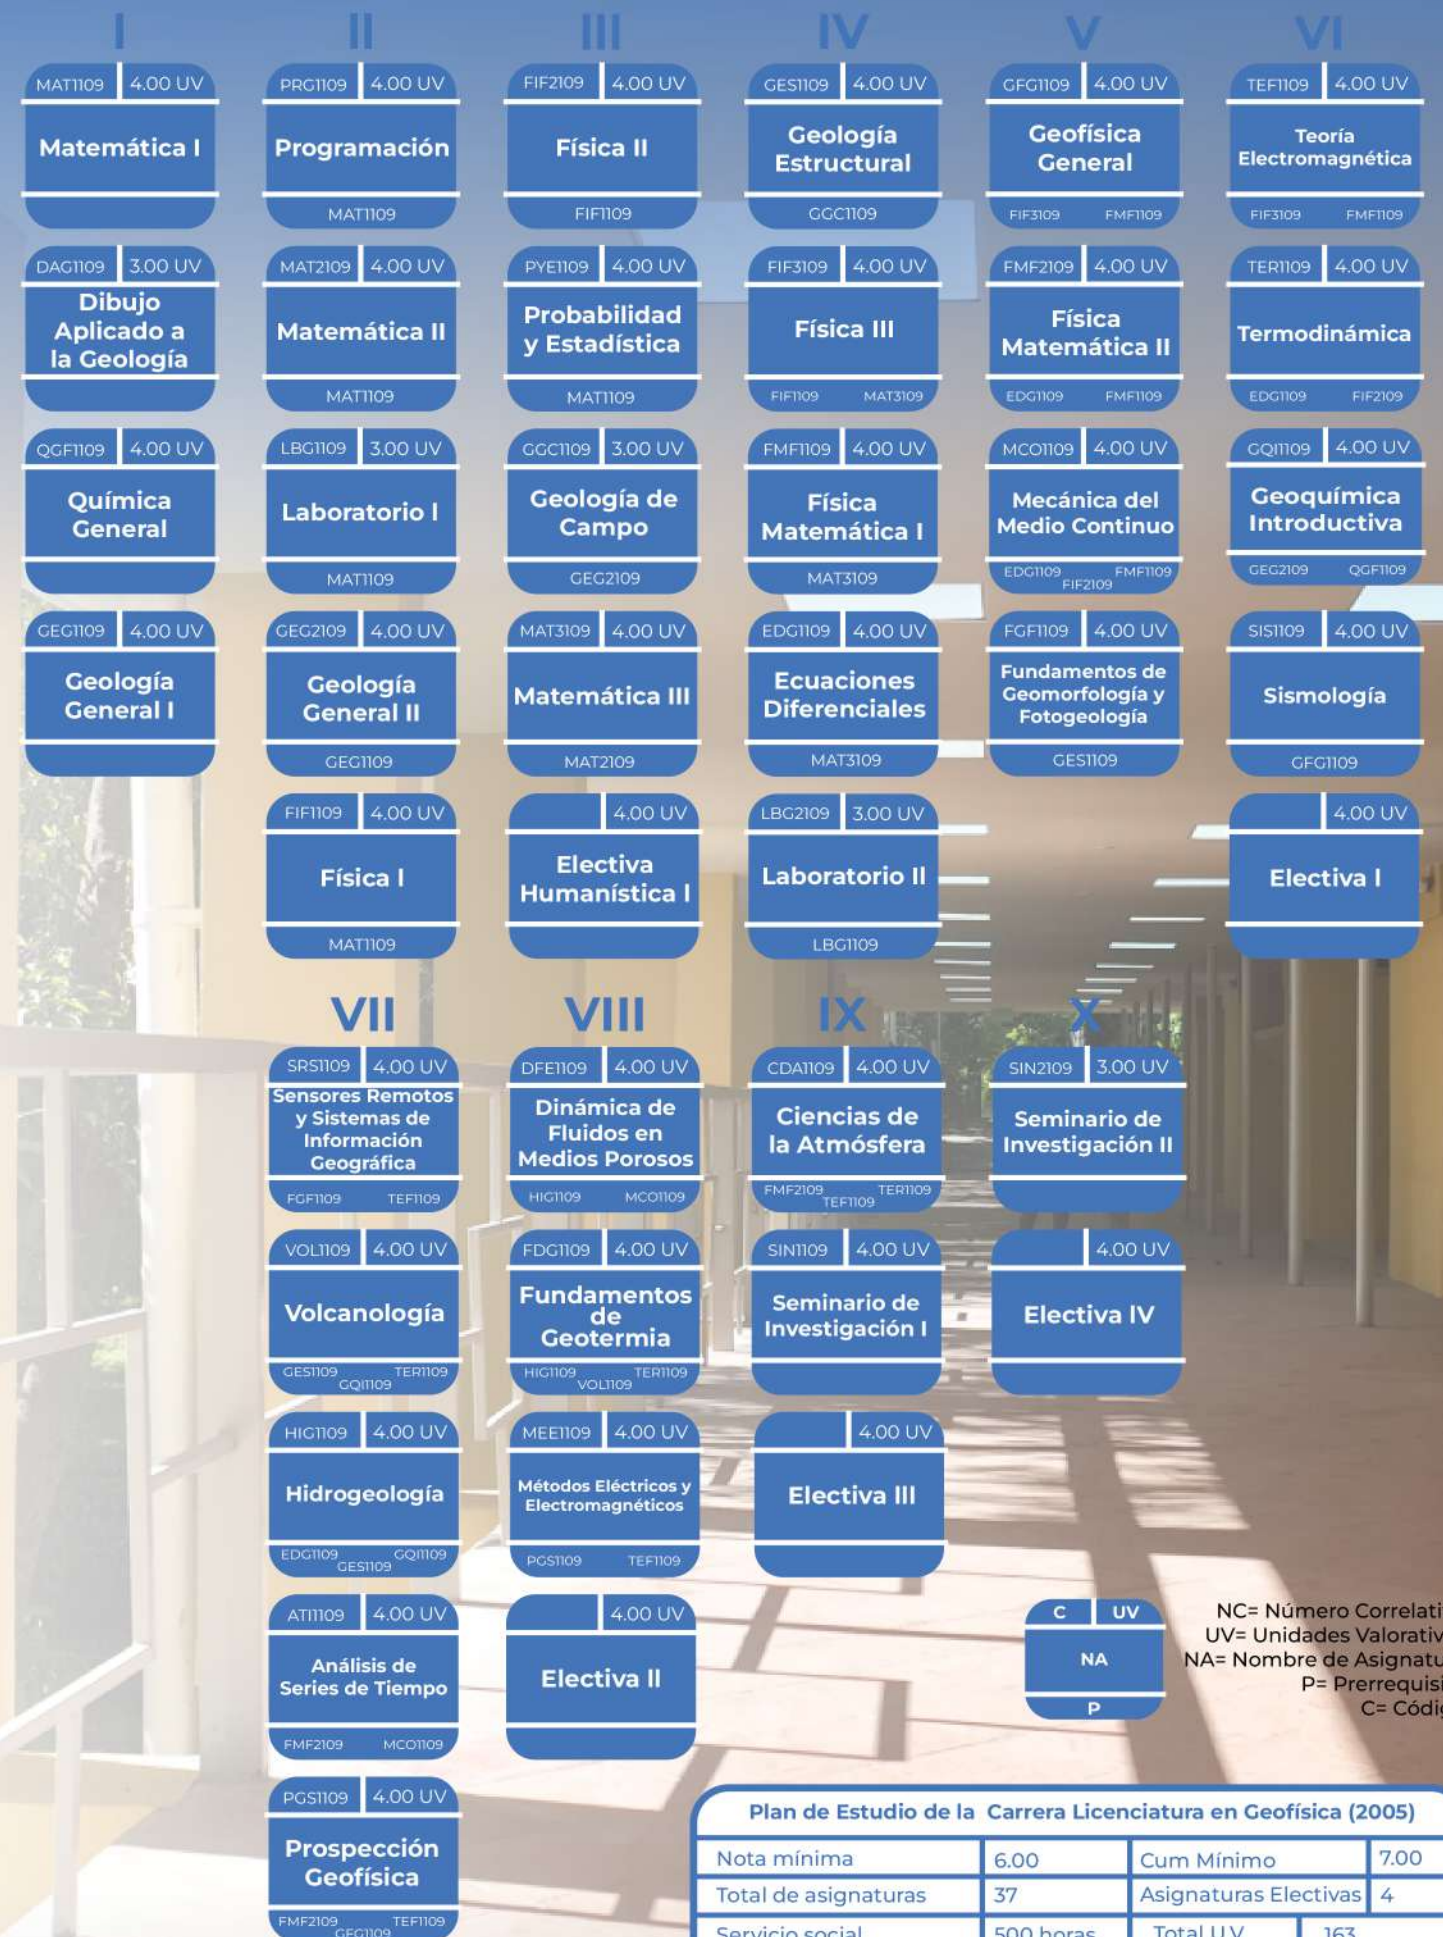 I II III IV V VI
MAT1109 4.00 UV
Matemática I
PRG1109 4.00 UV
Programación
MAT1109
FIF2109 4.00 UV
Física II
FIF1109
GES1109 4.00 UV
Geología
Estructural
GGC1109
GFG1109 4.00 UV
Geofísica
General
FIF3109 FMF1109
TEF1109 4.00 UV
Teoría
Electromagnética
FIF3109 FMF1109
DAG1109 3.00 UV
Dibujo
Aplicado a
la Geología
MAT2109 4.00 UV
Matemática II
MAT1109
PYE1109 4.00 UV
Probabilidad
y Estadística
MAT1109
FIF3109 4.00 UV
Física III
FIF1109 MAT3109
FMF2109 4.00 UV
Física
Matemática II
EDG1109 FMF1109
TER1109 4.00 UV
Termodinámica
EDG1109 FIF2109
QGF1109 4.00 UV
Química
General
LBG1109 3.00 UV
Laboratorio I
MAT1109
GGC1109 3.00 UV
Geología de
Campo
GEG2109
FMF1109 4.00 UV
Física
Matemática I
MAT3109
MCO1109 4.00 UV
Mecánica del
Medio Continuo
EDG1109 FMF1109
FIF2109
GQI1109 4.00 UV
Geoquímica
Introductiva
GEG2109 QGF1109
GEG1109 4.00 UV
Geología
General I
GEG2109 4.00 UV
Geología
General II
GEG1109
MAT3109 4.00 UV
Matemática III
MAT2109
EDG1109 4.00 UV
Ecuaciones
Diferenciales
MAT3109
FGF1109 4.00 UV
Fundamentos de
Geomorfología y
Fotogeología
GES1109
SIS1109 4.00 UV
Sismología
GFG1109
FIF1109 4.00 UV
Física I
MAT1109
4.00 UV
Electiva
Humanística I
LBG2109 3.00 UV
Laboratorio II
LBG1109
4.00 UV
Electiva I
VII VIII IX X
SRS1109 4.00 UV
Sensores Remotos
y Sistemas de
Información
Geográfica
FGF1109 TEF1109
DFE1109 4.00 UV
Dinámica de
Fluidos en
Medios Porosos
HIG1109 MCO1109
CDA1109 4.00 UV
Ciencias de
la Atmósfera
FMF2109 TER1109
TEF1109
SIN2109 3.00 UV
Seminario de
Investigación II
VOL1109 4.00 UV
Volcanología
GES1109 TER1109
GQI1109
FDG1109 4.00 UV
Fundamentos
de
Geotermia
HIG1109 TER1109
VOL1109
SIN1109 4.00 UV
Seminario de
Investigación I
4.00 UV
Electiva IV
HIG1109 4.00 UV
Hidrogeología
EDG1109 GQI1109
GES1109
MEE1109 4.00 UV
Métodos Eléctricos y
Electromagnéticos
PGS1109 TEF1109
4.00 UV
Electiva III
ATI1109 4.00 UV
Análisis de
Series de Tiempo
FMF2109 MCO1109
4.00 UV
Electiva II
C UV
NA
P
NC= Número Correlati
UV= Unidades Valorativ
NA= Nombre de Asignatu
P= Prerrequisi
C= Códig
PGS1109 4.00 UV
Prospección
Geofísica
FMF2109 TEF1109
GFG1109
Plan de Estudio de la Carrera Licenciatura en Geofísica (2005)
Nota mínima 6.00 Cum Mínimo 7.00
Total de asignaturas 37 Asignaturas Electivas 4
Servicio social 500 horas Total U.V. 163